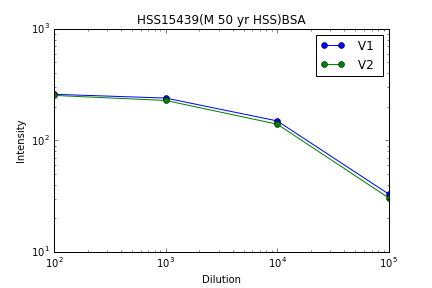 HSS15439(M 50 yr HSS)BSA
10³
V1
V2
10²
Intensity
10¹
10² 10³ 10⁴ 10⁵
Dilution